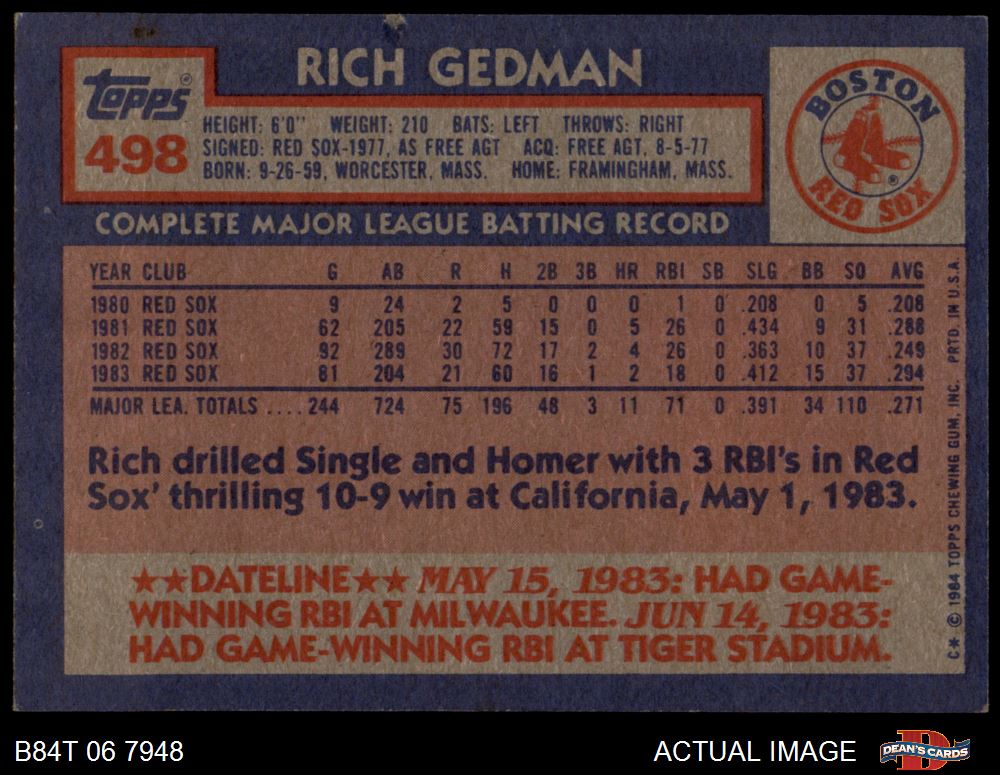 RICH GEDMAN
Topps®
498
HEIGHT: 6'0" WEIGHT: 210 BATS: LEFT THROWS: RIGHT
SIGNED: RED SOX-1977, AS FREE AGT ACQ: FREE AGT, 8-5-77
BORN: 9-26-59, WORCESTER, MASS. HOME: FRAMINGHAM, MASS.
BOSTON
RED SOX
®
COMPLETE MAJOR LEAGUE BATTING RECORD
YEAR CLUB G AB R H 2B 3B HR RBI SB SLG BB SO AVG
1980 RED SOX 9 24 2 5 0 0 0 1 0 .208 0 5 .208
1981 RED SOX 62 205 22 59 15 0 5 26 0 .434 9 31 .288
1982 RED SOX 92 289 30 72 17 2 4 26 0 .363 10 37 .249
1983 RED SOX 81 204 21 60 16 1 2 18 0 .412 15 37 .294
MAJOR LEA. TOTALS ....244 724 75 196 48 3 11 71 0 .391 34 110 .271
Rich drilled Single and Homer with 3 RBI's in Red
Sox' thrilling 10-9 win at California, May 1, 1983.
★★DATELINE★★ MAY 15, 1983: HAD GAME-
WINNING RBI AT MILWAUKEE. JUN 14, 1983:
HAD GAME-WINNING RBI AT TIGER STADIUM.
C* © 1984 TOPPS CHEWING GUM, INC. PRTD. IN U.S.A.
B84T 06 7948
ACTUAL IMAGE
DEAN'S CARDS